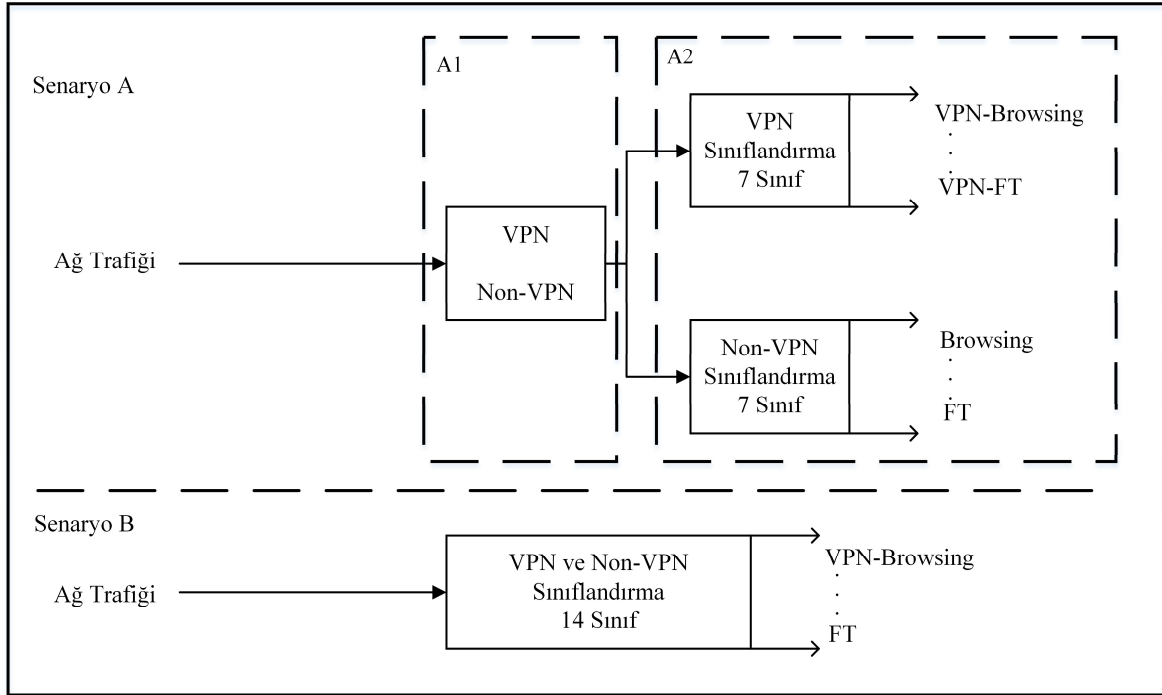 Senaryo A
A1
A2
Ağ Trafiği
VPN
Non-VPN
VPN
Sınıflandırma
7 Sınıf
VPN-Browsing
VPN-FT
Non-VPN
Sınıflandırma
7 Sınıf
Browsing
FT
Senaryo B
Ağ Trafiği
VPN ve Non-VPN
Sınıflandırma
14 Sınıf
VPN-Browsing
FT